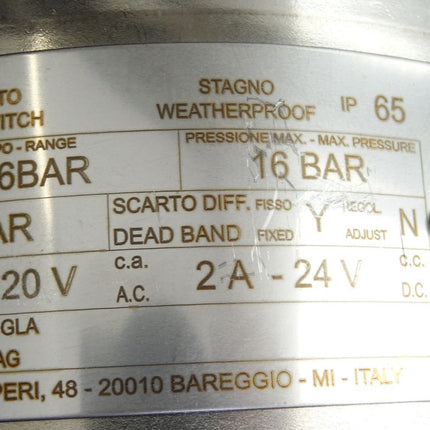 TO STAGNO
ITCH WEATHERPROOF IP 65
PO - RANGE PRESSIONE MAX. - MAX. PRESSURE
6BAR 16 BAR
AR SCARTO DIFF. FISSO Y REGOL. N
DEAD BAND FIXED ADJUST
20 V c.a. 2 A - 24 V c.c.
A.C. D.C.
GLA
AG
PERI, 48 - 20010 BAREGGIO - MI - ITALY